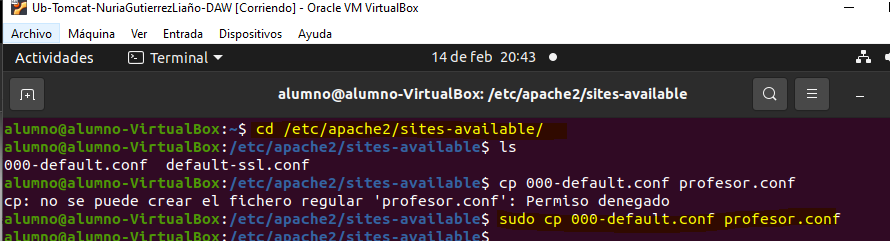 Ub-Tomcat-NuriaGutierrezLiaño-DAW [Corriendo] - Oracle VM VirtualBox
Archivo Máquina Ver Entrada Dispositivos Ayuda
Actividades Terminal 14 de feb 20:43
alumno@alumno-VirtualBox: /etc/apache2/sites-available
alumno@alumno-VirtualBox:~$ cd /etc/apache2/sites-available/
alumno@alumno-VirtualBox:/etc/apache2/sites-available$ ls
000-default.conf default-ssl.conf
alumno@alumno-VirtualBox:/etc/apache2/sites-available$ cp 000-default.conf profesor.conf
cp: no se puede crear el fichero regular 'profesor.conf': Permiso denegado
alumno@alumno-VirtualBox:/etc/apache2/sites-available$ sudo cp 000-default.conf profesor.conf
alumno@alumno-VirtualBox:/etc/apache2/sites-available$